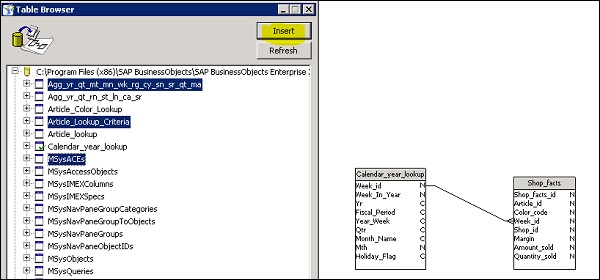 Table Browser
Insert
Refresh
C:\Program Files (x86)\SAP BusinessObjects\SAP BusinessObjects Enterprise
Agg_yr_qt_mt_mn_wk_rg_cy_sn_sr_qt_ma
Agg_yr_qt_rn_st_ln_ca_sr
Article_Color_Lookup
Article_Lookup_Criteria
Article_lookup
Calendar_year_lookup
MSysACEs
MSysAccessObjects
MSysIMEXColumns
MSysIMEXSpecs
MSysNavPaneGroupCategories
MSysNavPaneGroupToObjects
MSysNavPaneGroups
MSysNavPaneObjectIDs
MSysObjects
MSysQueries
Calendar_year_lookup
Week_id N
Week_In_Year N
Yr C
Fiscal_Period C
Year_Week C
Qtr C
Month_Name C
Mth N
Holiday_Flag C
Shop_facts
Shop_facts_id N
Article_id N
Color_code N
Week_id N
Shop_id N
Margin N
Amount_sold N
Quantity_sold N